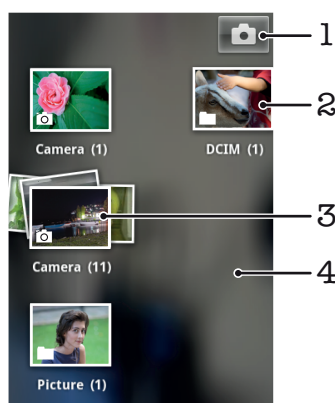 1
2
Camera (1)
DCIM (1)
3
Camera (11)
4
Picture (1)